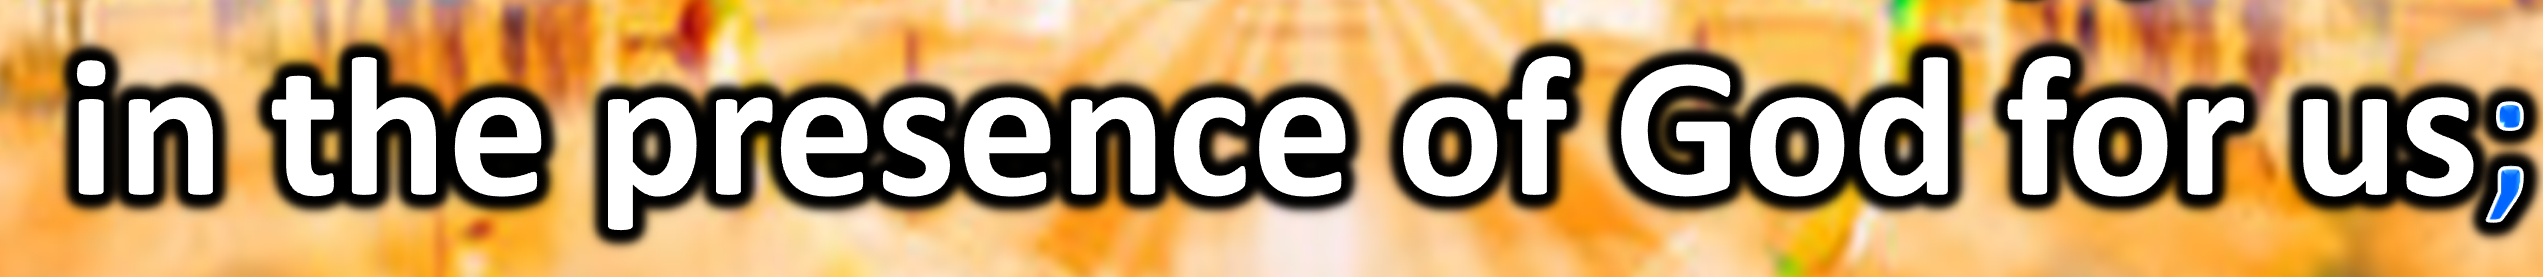 in the presence of God for us;